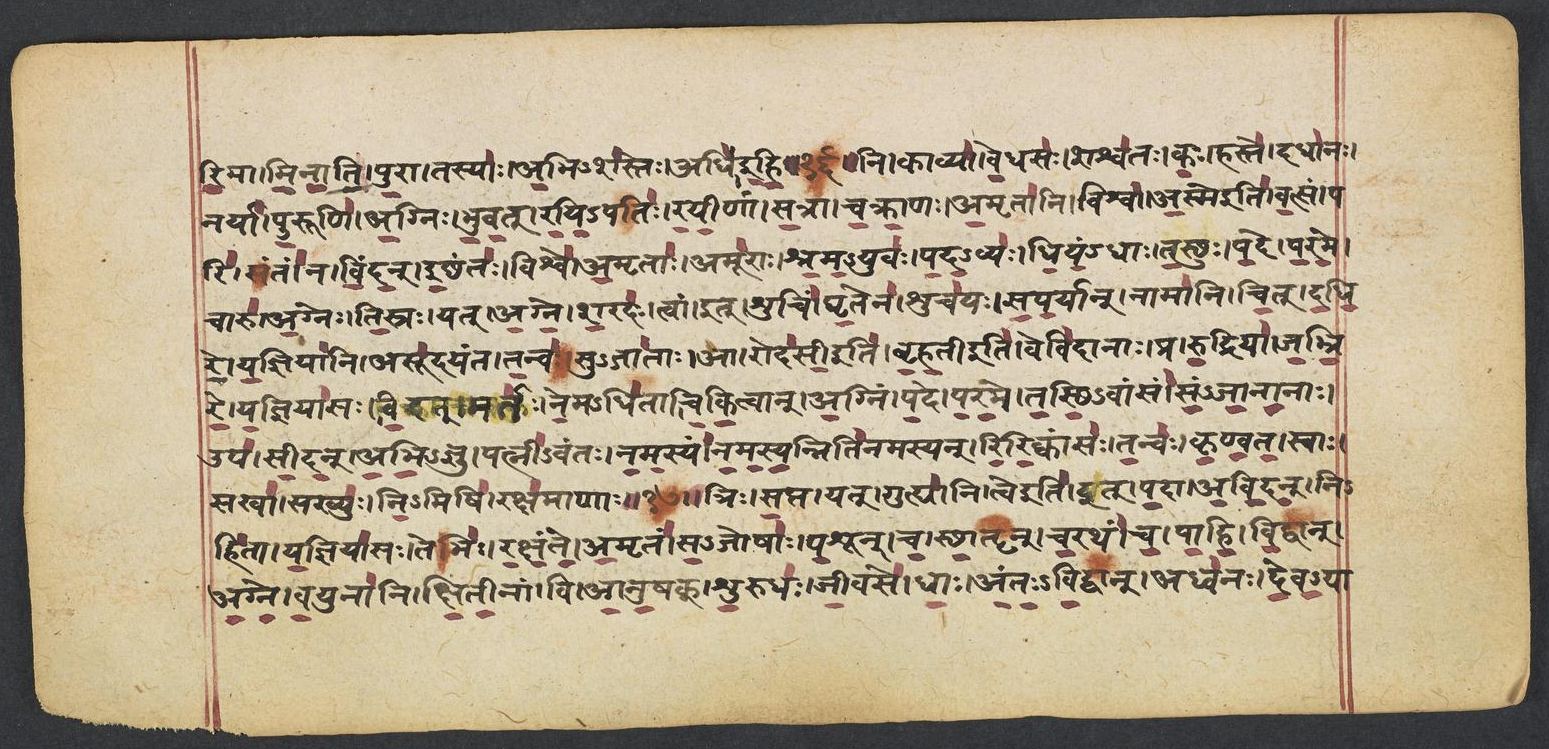 रिमा।मिनाति।पुरा।तस्याः।अभिऽशस्तेः।अधि।इहि॥१६॥नि।काव्या।वेधसः।शश्वतः।कः।हस्ते।दधानः।
नर्या।पुरूणि।अग्निः।भुवत्।रयिऽपतिः।रयीणां।सत्रा।चक्राणः।अमृतानि।विश्वा।अस्मेइति।वत्सं।प
रि।संतं।न।विंदन्।इछंतः।विश्वे।अमृताः।अमूराः।श्रमऽयुवः।पदऽव्यः।धियंऽधाः।तस्थुः।पदे।परमे।
चारु।अग्नेः।तिस्रः।यत्।अग्ने।शरदः।त्वां।इत्।शुचिं।घृतेन।शुचयः।सपर्यान्।नामानि।चित्।दधि
रे।यज्ञियानि।असूदयंत।तन्वः।सुऽजाताः।आ।रोदसीइति।बृहतीइति।वेविदानाः।प्र।रुद्रिया।जभ्रि
रे।यज्ञियासः।विदत्।मर्तः।नेमऽधिता।चिकित्वान्।अग्निं।पदे।परमे।तस्थिऽवांसं।संऽजानानाः।
उप।सीदन्।अभिऽज्ञु।पत्नीऽवंतः।नमस्यं।नमस्यन्नितिनमस्यन्।रिरिक्वांसः।तन्वः।कृण्वत।स्वाः।
सखा।सख्युः।निऽमिषि।रक्षमाणाः॥१७॥त्रिः।सप्त।यत्।गुह्यानि।त्वेइति।इत्।पदा।अविदन्।निऽ
हिता।यज्ञियासः।तेभिः।रक्षंते।अमृतं।सऽजोषाः।पशून्।च।स्थातॄन्।चरथं।च।पाहि।विद्वान्।
अग्ने।वयुनानि।क्षितीनां।वि।आनुषक्।शुरुधः।जीवसे।धाः।अंतःऽविद्वान्।अध्वनः।देवऽया